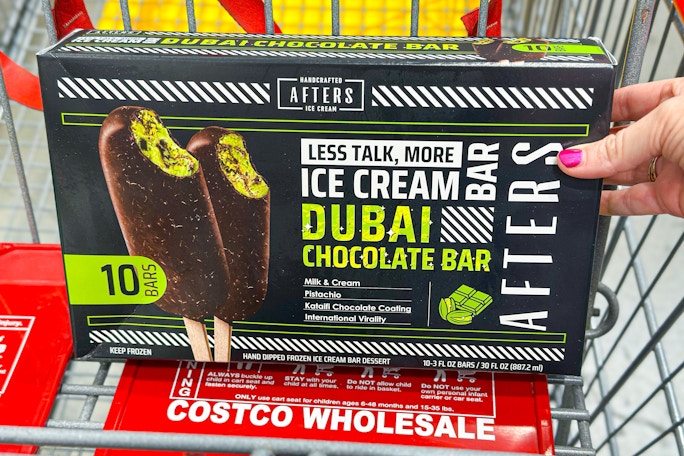 DUBAI CHOCOLATE BAR
10
HANDCRAFTED
AFTERS
ICE CREAM
LESS TALK, MORE
ICE CREAM
BAR
DUBAI
CHOCOLATE BAR
AFTERS
10 BARS
Milk & Cream
Pistachio
Kataifi Chocolate Coating
International Virality
KEEP FROZEN
HAND DIPPED FROZEN ICE CREAM BAR DESSERT
10-3 FL OZ BARS / 30 FL OZ (887.2 ml)
ALWAYS buckle up
child in cart seat and
fasten securely.
STAY with your
child at all times.
Do NOT allow child
to ride in basket.
Do NOT use your
own personal infant
carrier or car seat.
ONLY use cart seat for children ages 6-48 months and 15-35 lbs.
COSTCO WHOLESALE